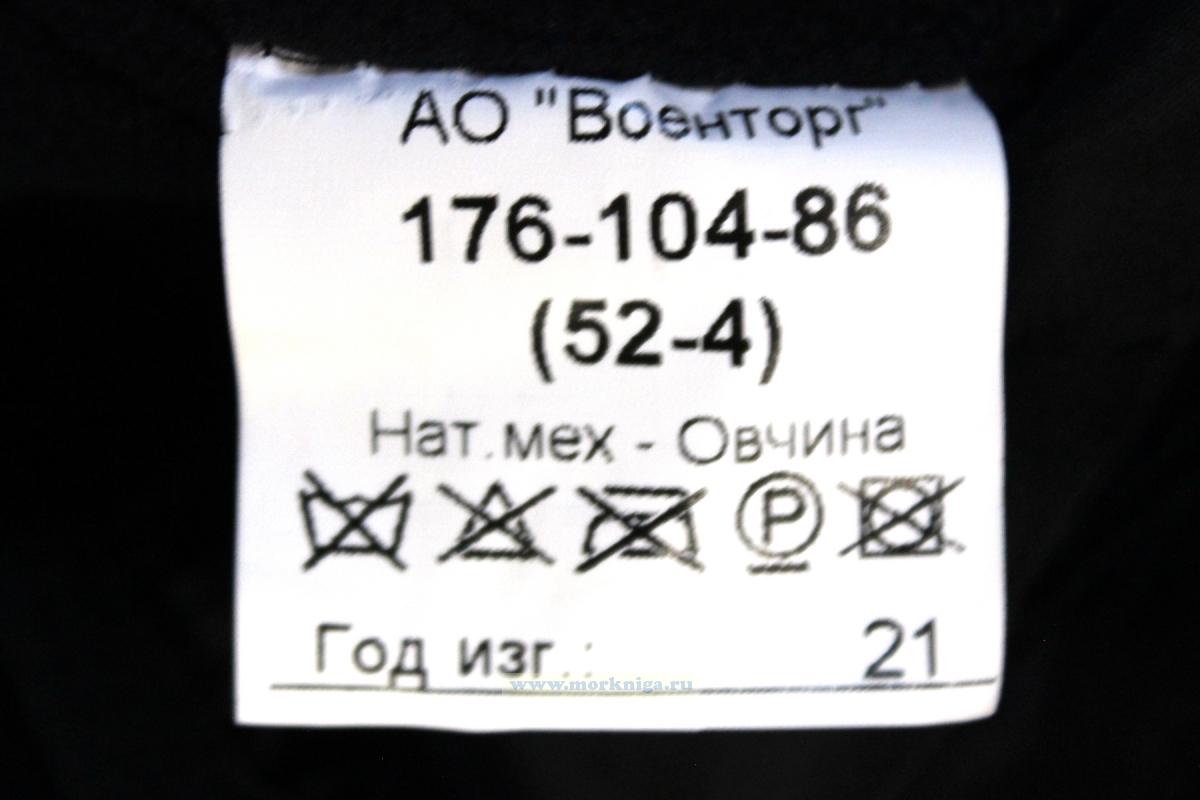 АО "Военторг"
176-104-86
(52-4)
Нат.мех - Овчина
P
Год изг.: 21
www.morkniga.ru